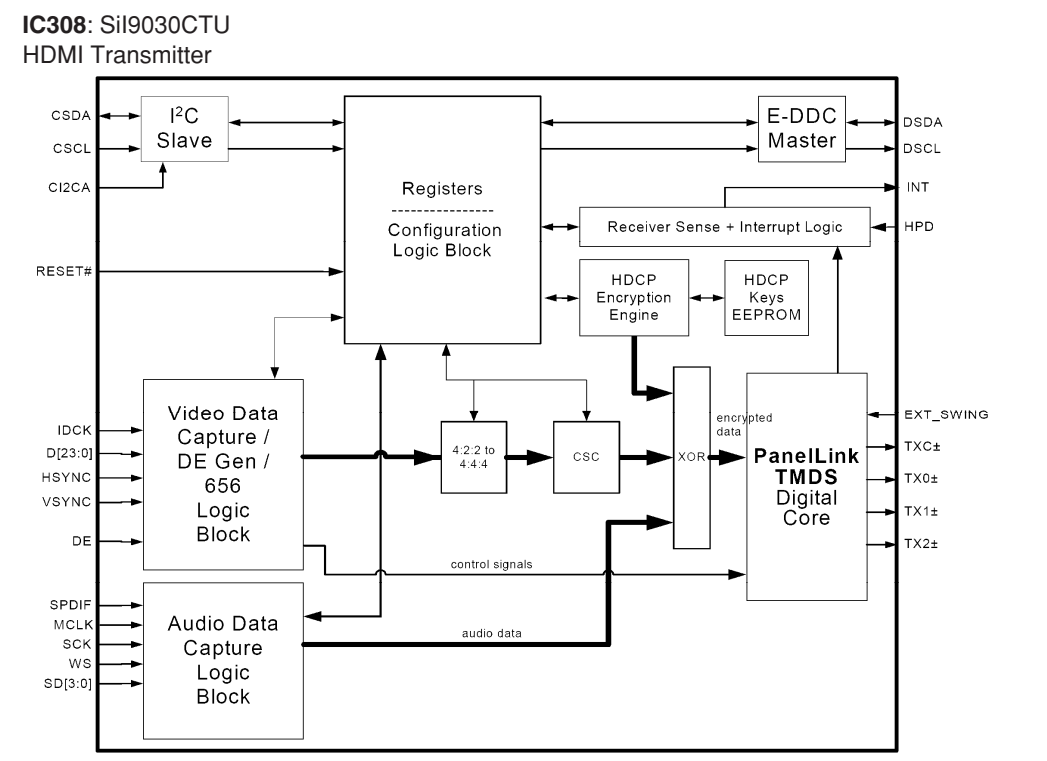 IC308: SiI9030CTU
HDMI Transmitter
CSDA
CSCL
CI2CA
RESET#
I²C
Slave
Registers
----------------
Configuration
Logic Block
E-DDC
Master
DSDA
DSCL
INT
HPD
Receiver Sense + Interrupt Logic
HDCP
Encryption
Engine
HDCP
Keys
EEPROM
IDCK
D[23:0]
HSYNC
VSYNC
DE
Video Data
Capture /
DE Gen /
656
Logic
Block
4:2:2 to
4:4:4
CSC
XOR
encrypted
data
PanelLink
TMDS
Digital
Core
EXT_SWING
TXC±
TX0±
TX1±
TX2±
control signals
SPDIF
MCLK
SCK
WS
SD[3:0]
Audio Data
Capture
Logic
Block
audio data